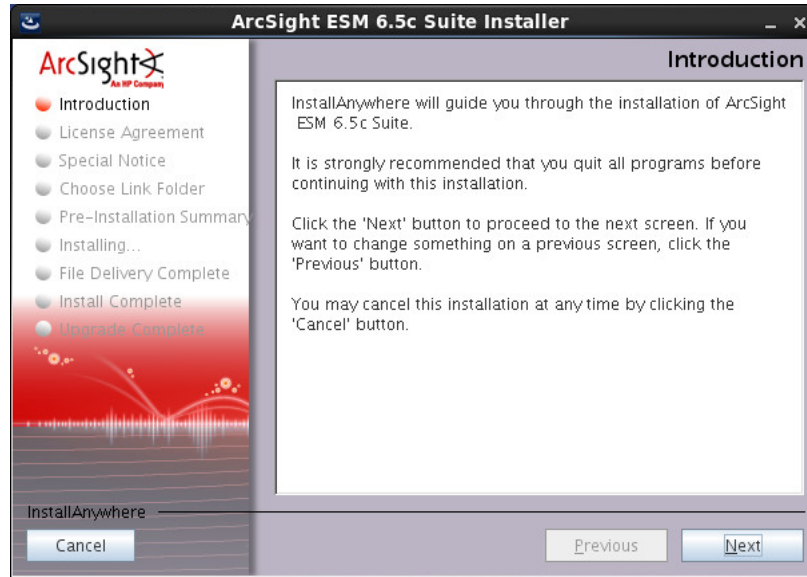 ArcSight ESM 6.5c Suite Installer
ArcSight
An HP Company
Introduction
License Agreement
Special Notice
Choose Link Folder
Pre-Installation Summary
Installing...
File Delivery Complete
Install Complete
Upgrade Complete
Introduction
InstallAnywhere will guide you through the installation of ArcSight
ESM 6.5c Suite.
It is strongly recommended that you quit all programs before
continuing with this installation.
Click the 'Next' button to proceed to the next screen. If you
want to change something on a previous screen, click the
'Previous' button.
You may cancel this installation at any time by clicking the
'Cancel' button.
InstallAnywhere
Cancel
Previous
Next